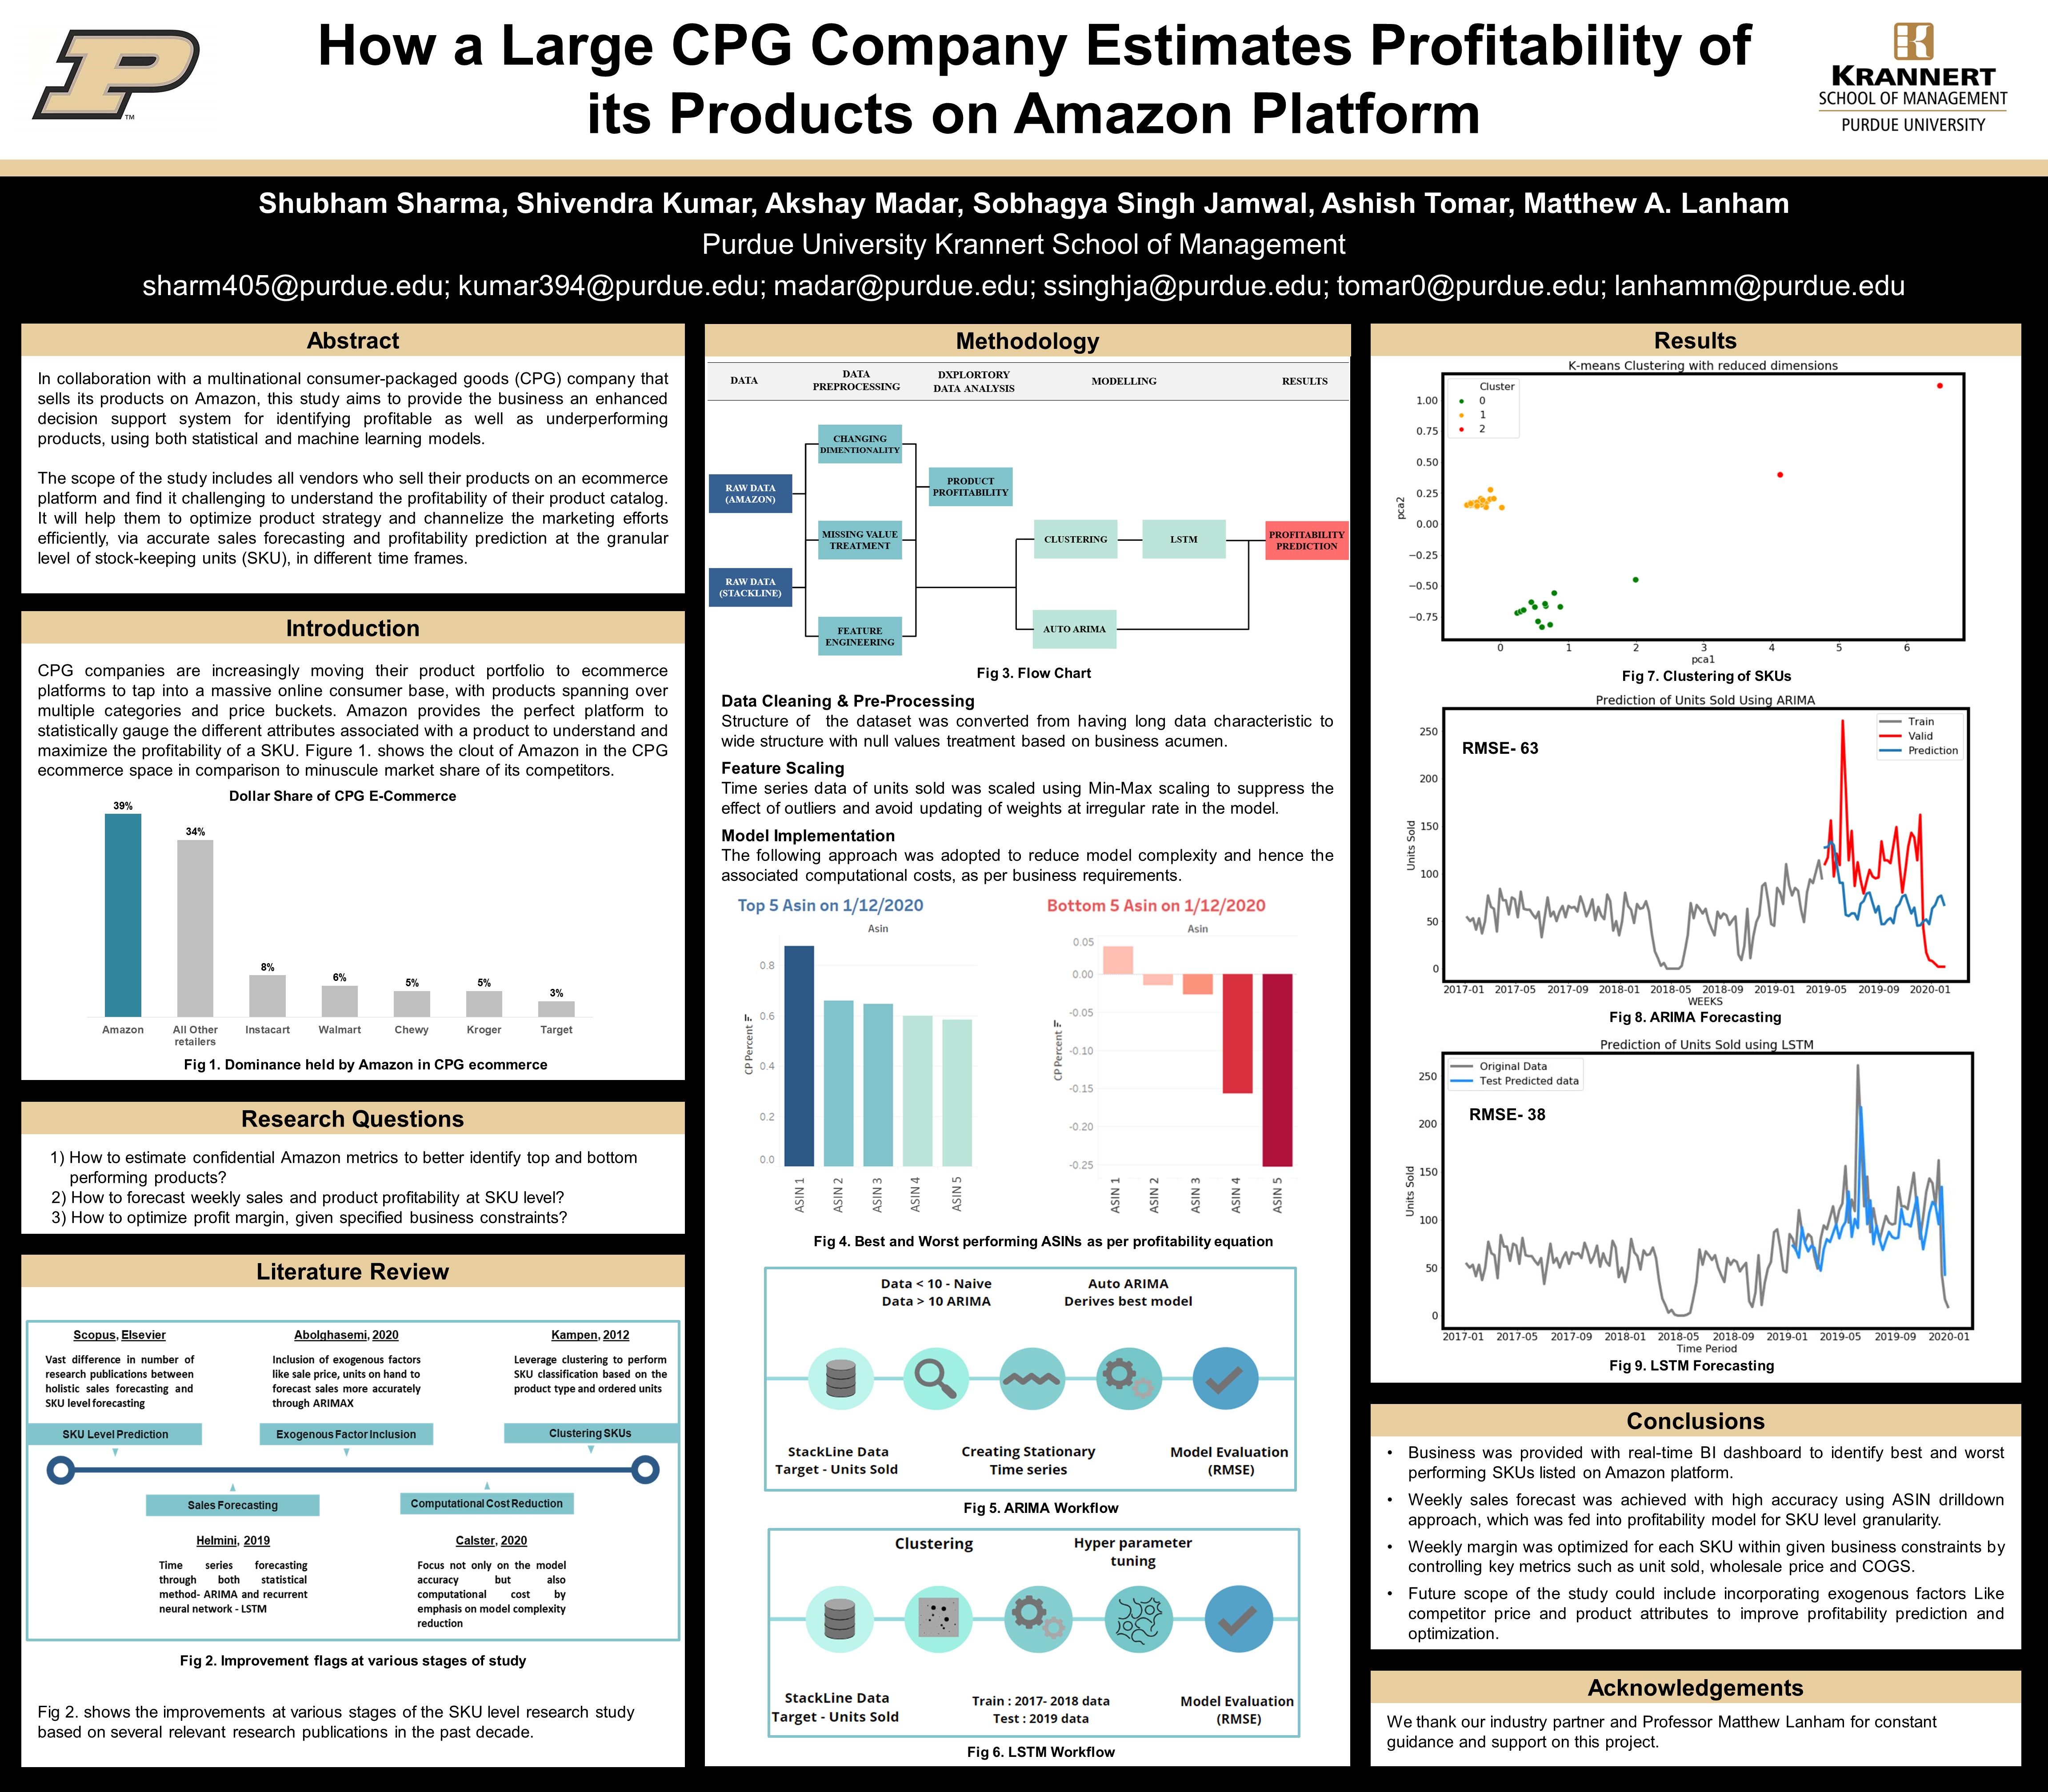 How a Large CPG Company Estimates Profitability of
its Products on Amazon Platform
P
TM
KRANNERT
SCHOOL OF MANAGEMENT
PURDUE UNIVERSITY
Shubham Sharma, Shivendra Kumar, Akshay Madar, Sobhagya Singh Jamwal, Ashish Tomar, Matthew A. Lanham
Purdue University Krannert School of Management
sharm405@purdue.edu; kumar394@purdue.edu; madar@purdue.edu; ssinghja@purdue.edu; tomar0@purdue.edu; lanhamm@purdue.edu
Abstract
In collaboration with a multinational consumer-packaged goods (CPG) company that
sells its products on Amazon, this study aims to provide the business an enhanced
decision support system for identifying profitable as well as underperforming
products, using both statistical and machine learning models.
The scope of the study includes all vendors who sell their products on an ecommerce
platform and find it challenging to understand the profitability of their product catalog.
It will help them to optimize product strategy and channelize the marketing efforts
efficiently, via accurate sales forecasting and profitability prediction at the granular
level of stock-keeping units (SKU), in different time frames.
Introduction
CPG companies are increasingly moving their product portfolio to ecommerce
platforms to tap into a massive online consumer base, with products spanning over
multiple categories and price buckets. Amazon provides the perfect platform to
statistically gauge the different attributes associated with a product to understand and
maximize the profitability of a SKU. Figure 1. shows the clout of Amazon in the CPG
ecommerce space in comparison to minuscule market share of its competitors.
Dollar Share of CPG E-Commerce
39%
34%
8%
6%
5%
5%
3%
Amazon
All Other
retailers
Instacart
Walmart
Chewy
Kroger
Target
Fig 1. Dominance held by Amazon in CPG ecommerce
Research Questions
1) How to estimate confidential Amazon metrics to better identify top and bottom
performing products?
2) How to forecast weekly sales and product profitability at SKU level?
3) How to optimize profit margin, given specified business constraints?
Literature Review
Scopus, Elsevier
Vast difference in number of
research publications between
holistic sales forecasting and
SKU level forecasting
Abolghasemi, 2020
Inclusion of exogenous factors
like sale price, units on hand to
forecast sales more accurately
through ARIMAX
Kampen, 2012
Leverage clustering to perform
SKU classification based on the
product type and ordered units
SKU Level Prediction
Exogenous Factor Inclusion
Clustering SKUs
Sales Forecasting
Computational Cost Reduction
Helmini, 2019
Time series forecasting
through both statistical
method- ARIMA and recurrent
neural network - LSTM
Calster, 2020
Focus not only on the model
accuracy but also
computational cost by
emphasis on model complexity
reduction
Fig 2. Improvement flags at various stages of study
Fig 2. shows the improvements at various stages of the SKU level research study
based on several relevant research publications in the past decade.
Methodology
DATA
DATA
PREPROCESSING
DXPLORTORY
DATA ANALYSIS
MODELLING
RESULTS
RAW DATA
(AMAZON)
RAW DATA
(STACKLINE)
CHANGING
DIMENTIONALITY
MISSING VALUE
TREATMENT
FEATURE
ENGINEERING
PRODUCT
PROFITABILITY
CLUSTERING
LSTM
AUTO ARIMA
PROFITABILITY
PREDICTION
Fig 3. Flow Chart
Data Cleaning & Pre-Processing
Structure of the dataset was converted from having long data characteristic to
wide structure with null values treatment based on business acumen.
Feature Scaling
Time series data of units sold was scaled using Min-Max scaling to suppress the
effect of outliers and avoid updating of weights at irregular rate in the model.
Model Implementation
The following approach was adopted to reduce model complexity and hence the
associated computational costs, as per business requirements.
Top 5 Asin on 1/12/2020
Asin
CP Percent
0.8
0.6
0.4
0.2
0.0
ASIN 1
ASIN 2
ASIN 3
ASIN 4
ASIN 5
Bottom 5 Asin on 1/12/2020
Asin
CP Percent
0.05
0.00
-0.05
-0.10
-0.15
-0.20
-0.25
ASIN 1
ASIN 2
ASIN 3
ASIN 4
ASIN 5
Fig 4. Best and Worst performing ASINs as per profitability equation
Data < 10 - Naive
Data > 10 ARIMA
Auto ARIMA
Derives best model
StackLine Data
Target - Units Sold
Creating Stationary
Time series
Model Evaluation
(RMSE)
Fig 5. ARIMA Workflow
Clustering
Hyper parameter
tuning
StackLine Data
Target - Units Sold
Train : 2017- 2018 data
Test : 2019 data
Model Evaluation
(RMSE)
Fig 6. LSTM Workflow
Results
K-means Clustering with reduced dimensions
Cluster
0
1
2
pca2
1.00
0.75
0.50
0.25
0.00
−0.25
−0.50
−0.75
0 1 2 3 4 5 6
pca1
Fig 7. Clustering of SKUs
Prediction of Units Sold Using ARIMA
RMSE- 63
Train
Valid
Prediction
Units Sold
250
200
150
100
50
0
2017-01 2017-05 2017-09 2018-01 2018-05 2018-09 2019-01 2019-05 2019-09 2020-01
WEEKS
Fig 8. ARIMA Forecasting
Prediction of Units Sold using LSTM
Original Data
Test Predicted data
RMSE- 38
Units Sold
250
200
150
100
50
0
2017-01 2017-05 2017-09 2018-01 2018-05 2018-09 2019-01 2019-05 2019-09 2020-01
Time Period
Fig 9. LSTM Forecasting
Conclusions
• Business was provided with real-time BI dashboard to identify best and worst
performing SKUs listed on Amazon platform.
• Weekly sales forecast was achieved with high accuracy using ASIN drilldown
approach, which was fed into profitability model for SKU level granularity.
• Weekly margin was optimized for each SKU within given business constraints by
controlling key metrics such as unit sold, wholesale price and COGS.
• Future scope of the study could include incorporating exogenous factors Like
competitor price and product attributes to improve profitability prediction and
optimization.
Acknowledgements
We thank our industry partner and Professor Matthew Lanham for constant
guidance and support on this project.